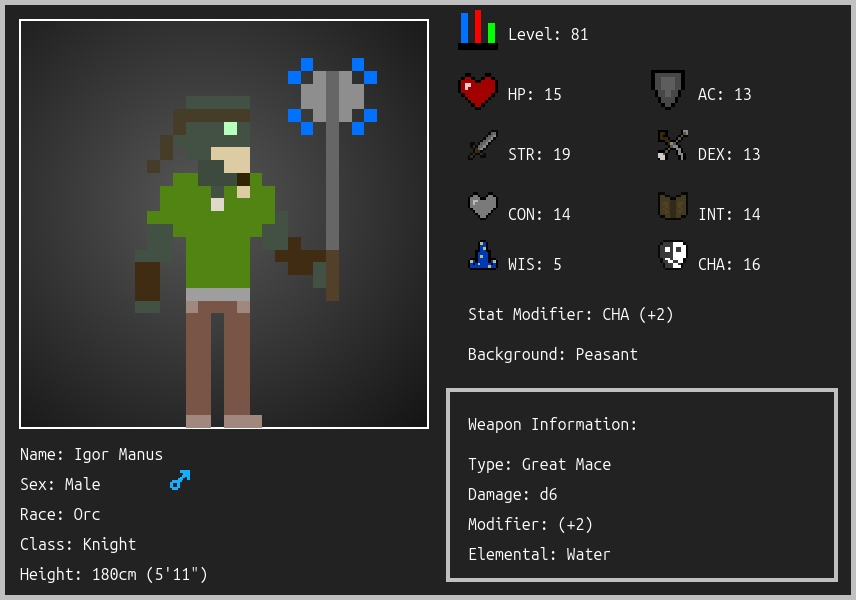 Level: 81
HP: 15
AC: 13
STR: 19
DEX: 13
CON: 14
INT: 14
WIS: 5
CHA: 16
Stat Modifier: CHA (+2)
Background: Peasant
Weapon Information:
Type: Great Mace
Damage: d6
Modifier: (+2)
Elemental: Water
Name: Igor Manus
Sex: Male
Race: Orc
Class: Knight
Height: 180cm (5'11")